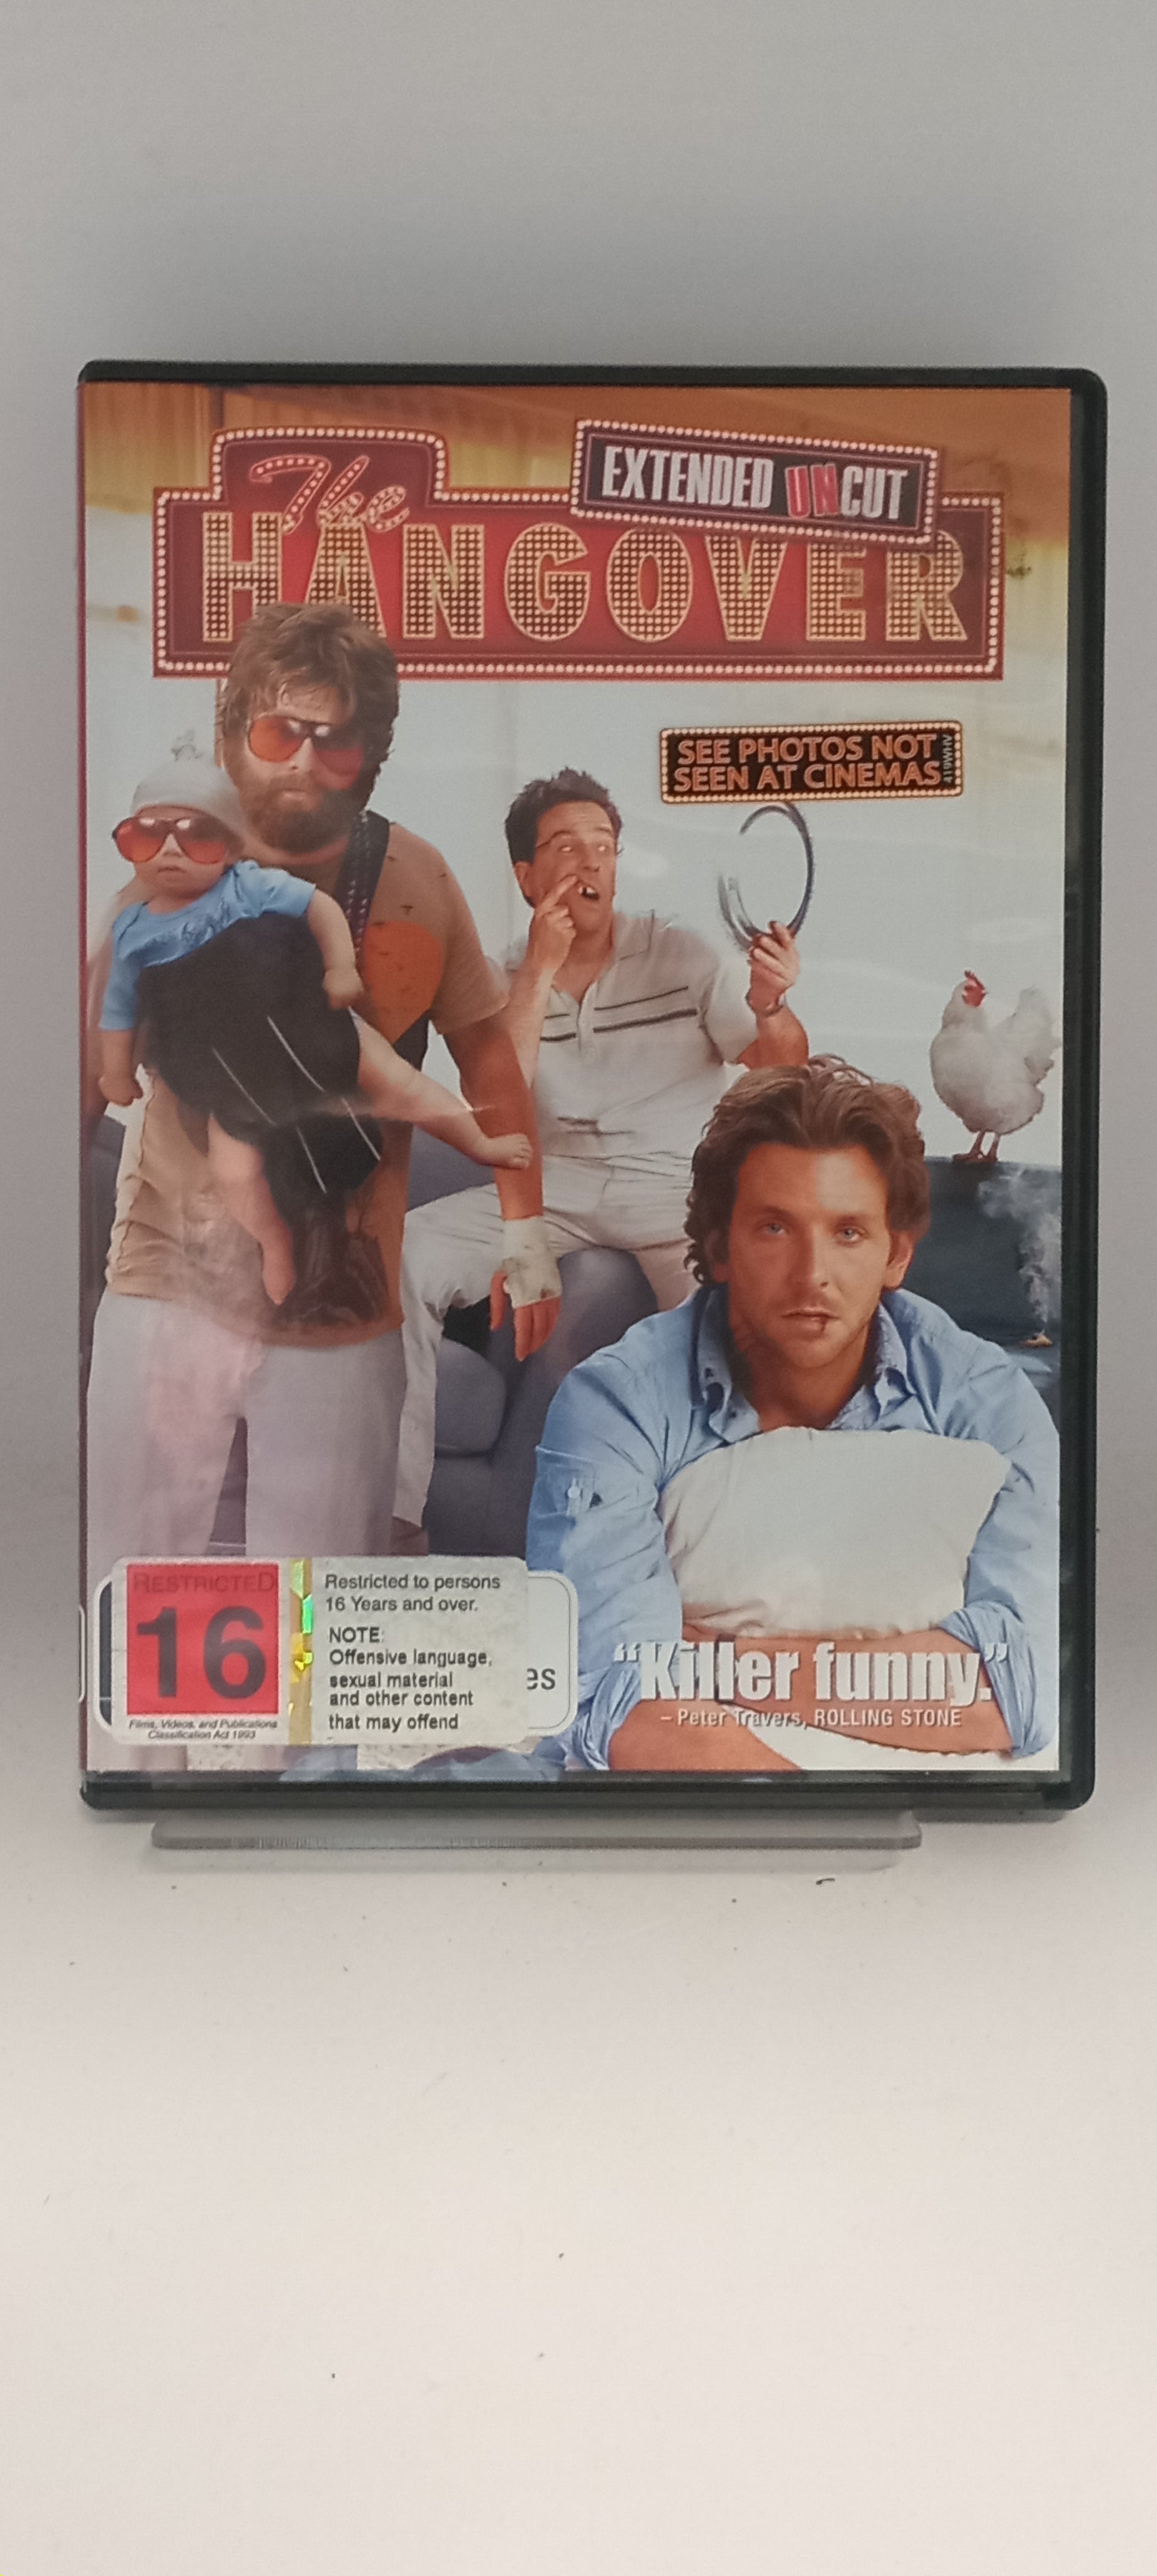 The
EXTENDED UNCUT
HANGOVER
SEE PHOTOS NOT
SEEN AT CINEMAS
RESTRICTED
16
Films, Videos, and Publications
Classification Act 1993
Restricted to persons
16 Years and over.
NOTE:
Offensive language,
sexual material
and other content
that may offend
es
"Killer funny."
– Peter Travers, ROLLING STONE